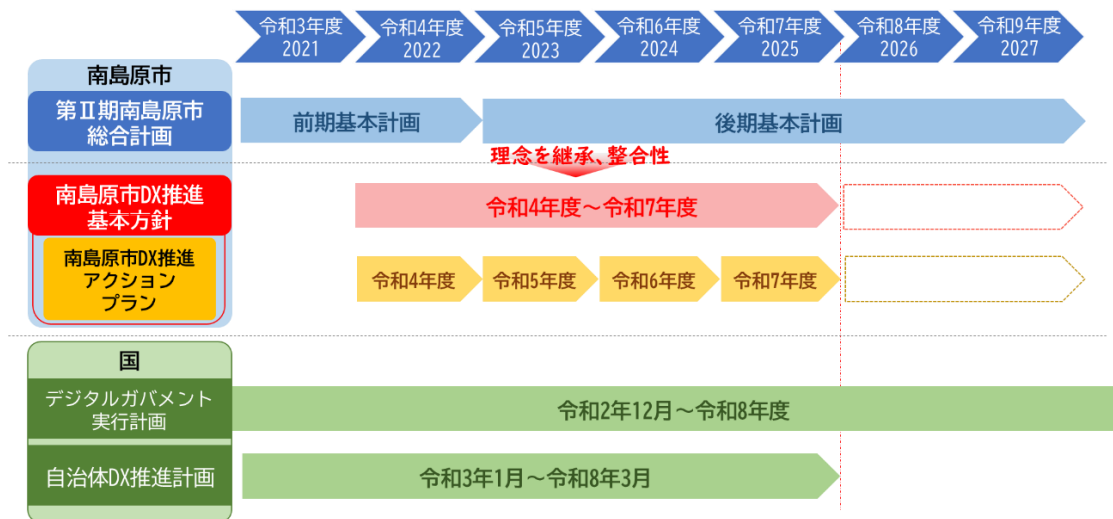 令和3年度
2021
令和4年度
2022
令和5年度
2023
令和6年度
2024
令和7年度
2025
令和8年度
2026
令和9年度
2027
南島原市
第Ⅱ期南島原市
総合計画
前期基本計画
後期基本計画
理念を継承、整合性
南島原市DX推進
基本方針
令和4年度～令和7年度
南島原市DX推進
アクション
プラン
令和4年度
令和5年度
令和6年度
令和7年度
国
デジタルガバメント
実行計画
令和2年12月～令和8年度
自治体DX推進計画
令和3年1月～令和8年3月